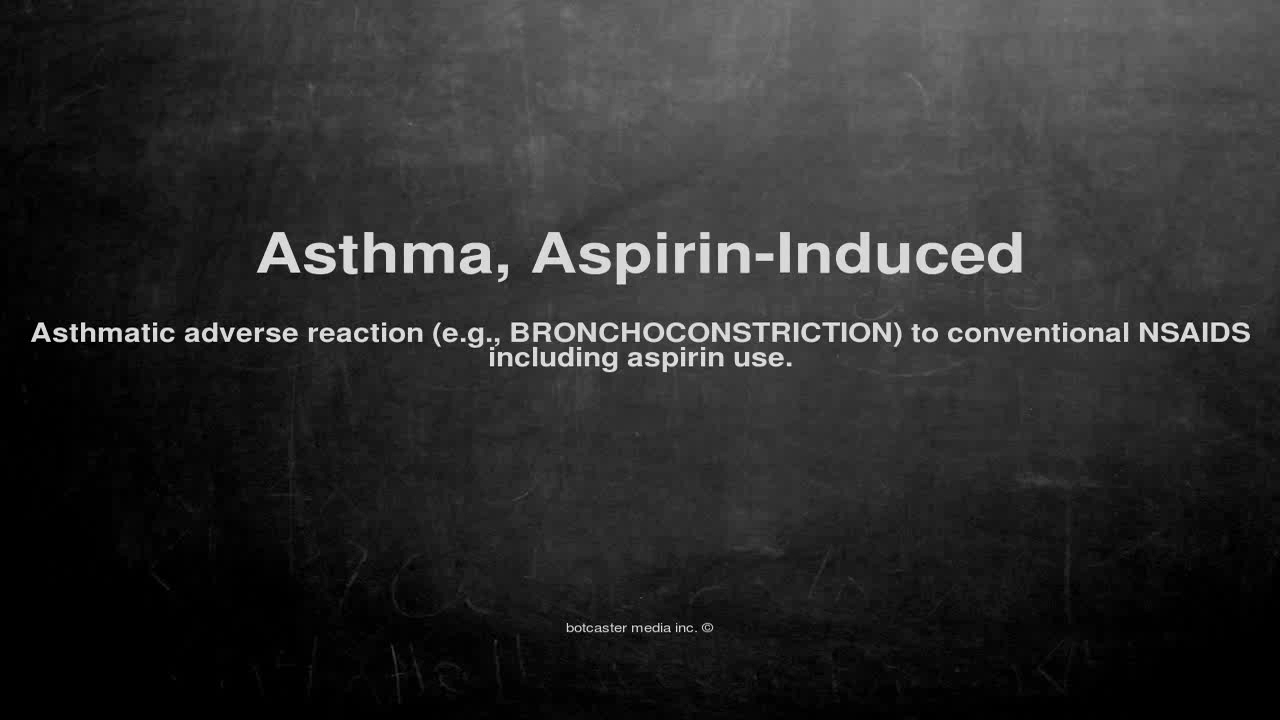 Asthma, Aspirin-Induced
Asthmatic adverse reaction (e.g., BRONCHOCONSTRICTION) to conventional NSAIDS
including aspirin use.
botcaster media inc. ©